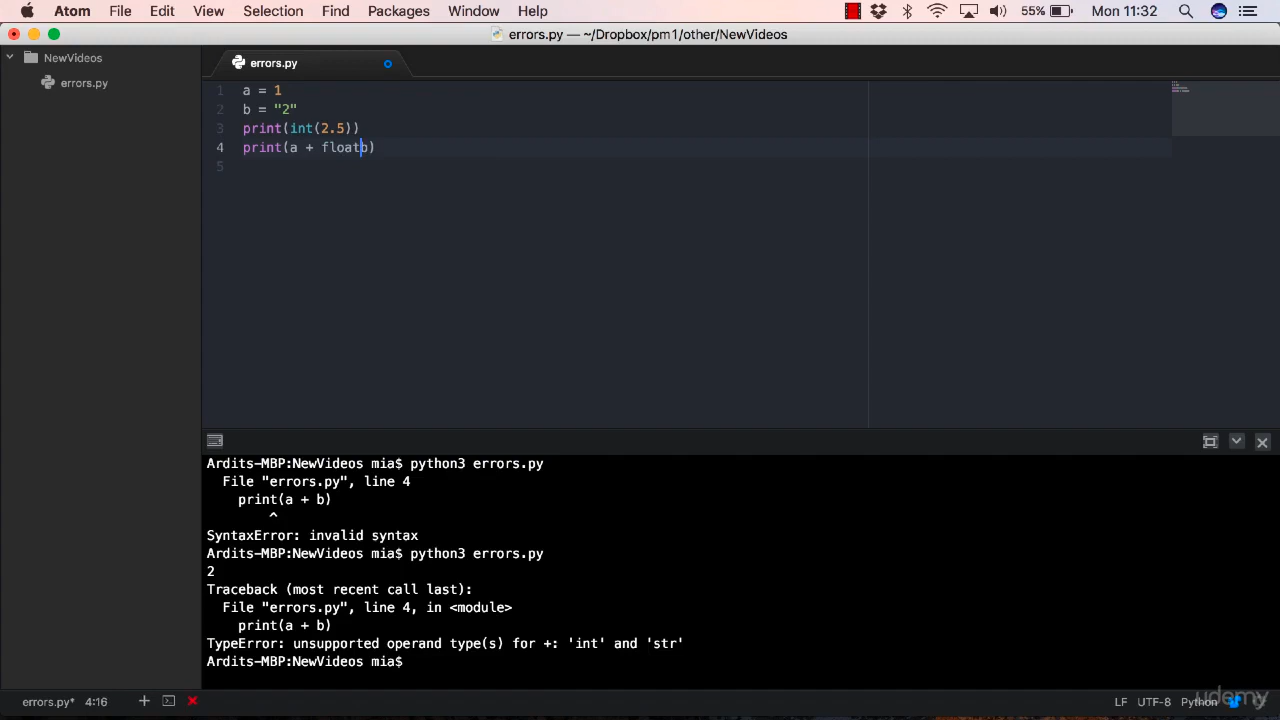 Atom File Edit View Selection Find Packages Window Help 55% Mon 11:32
errors.py — ~/Dropbox/pm1/other/NewVideos
NewVideos
errors.py
errors.py
1 a = 1
2 b = "2"
3 print(int(2.5))
4 print(a + floatb)
5
Ardits-MBP:NewVideos mia$ python3 errors.py
File "errors.py", line 4
print(a + b)
^
SyntaxError: invalid syntax
Ardits-MBP:NewVideos mia$ python3 errors.py
2
Traceback (most recent call last):
File "errors.py", line 4, in <module>
print(a + b)
TypeError: unsupported operand type(s) for +: 'int' and 'str'
Ardits-MBP:NewVideos mia$
errors.py* 4:16 LF UTF-8 Python
udemy